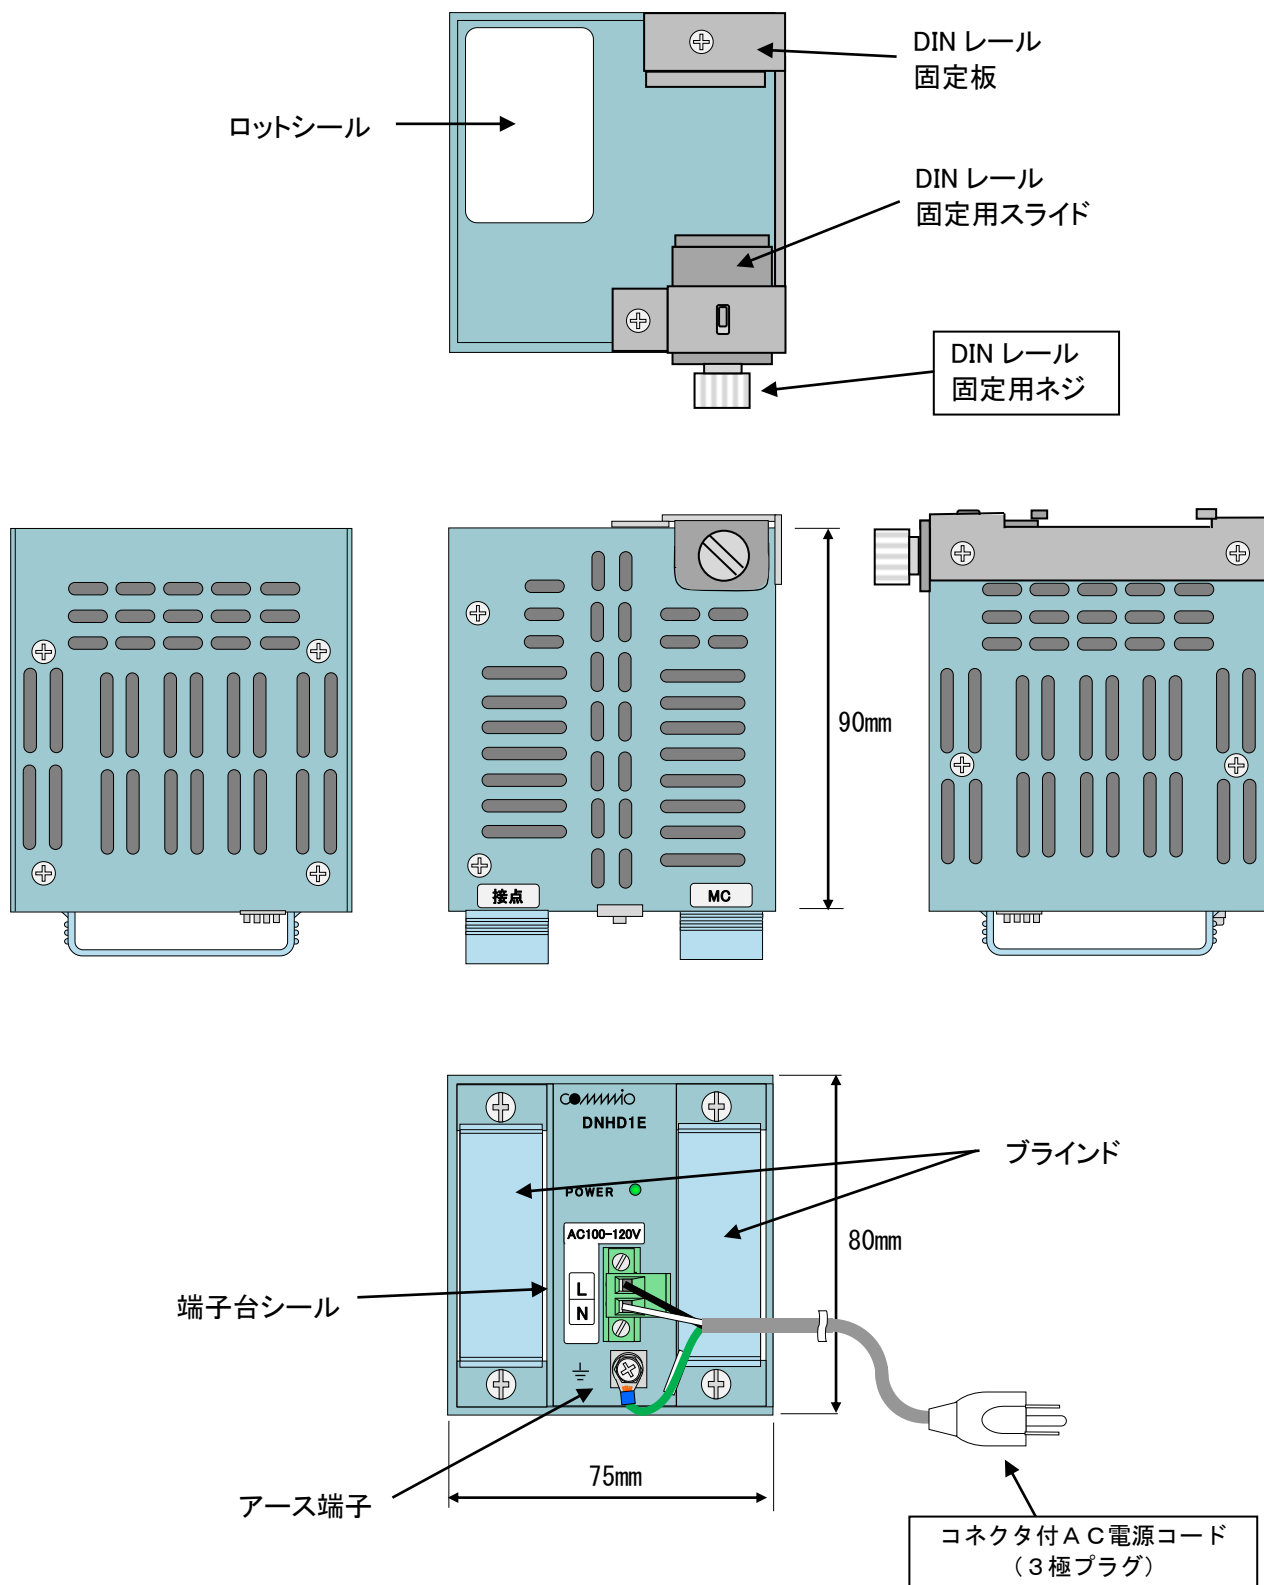 DIN レール
固定板
ロットシール
DIN レール
固定用スライド
DIN レール
固定用ネジ
90mm
接点
MC
commio
DNHD1E
POWER
AC100-120V
L
N
ブラインド
80mm
端子台シール
アース端子
75mm
コネクタ付ＡＣ電源コード
（３極プラグ）